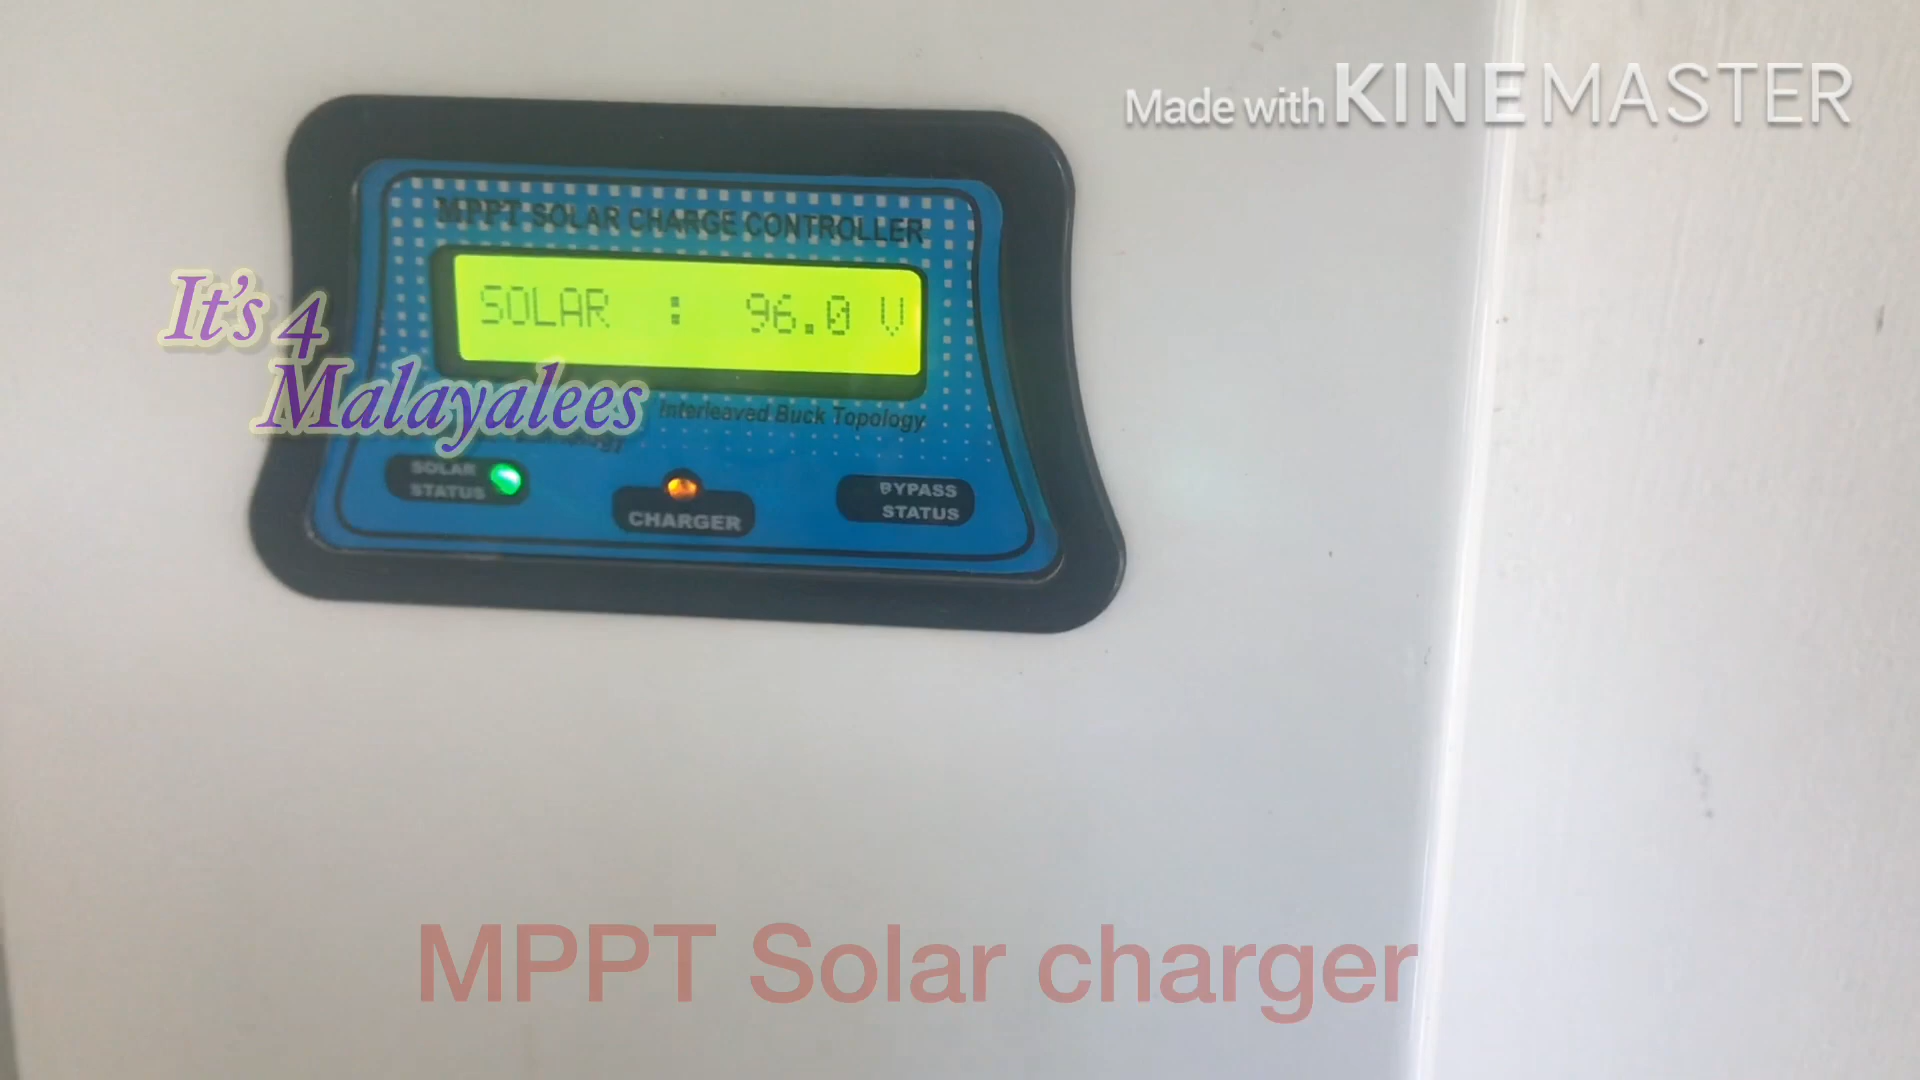 Made with KINEMASTER
MPPT SOLAR CHARGE CONTROLLER
SOLAR : 96.0 V
It's 4
Malayalees
Interleaved Buck Topology
SOLAR
STATUS
CHARGER
BYPASS
STATUS
MPPT Solar charger